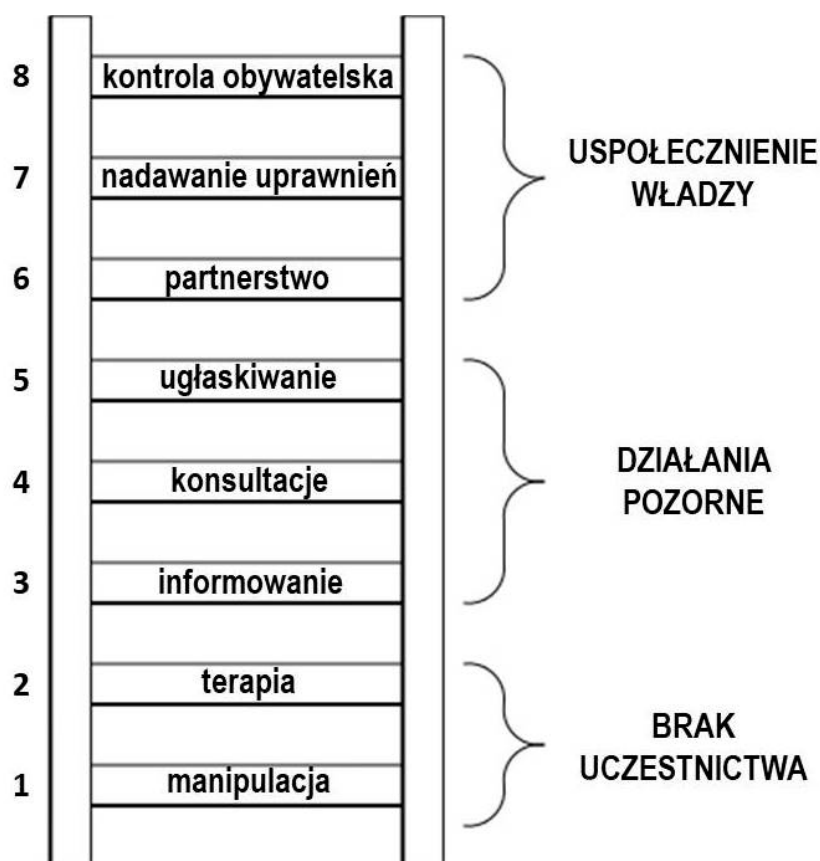 8 kontrola obywatelska
7 nadawanie uprawnień
6 partnerstwo
USPOŁECZNIENIE
WŁADZY
5 ugłaskiwanie
4 konsultacje
3 informowanie
DZIAŁANIA
POZORNE
2 terapia
1 manipulacja
BRAK
UCZESTNICTWA